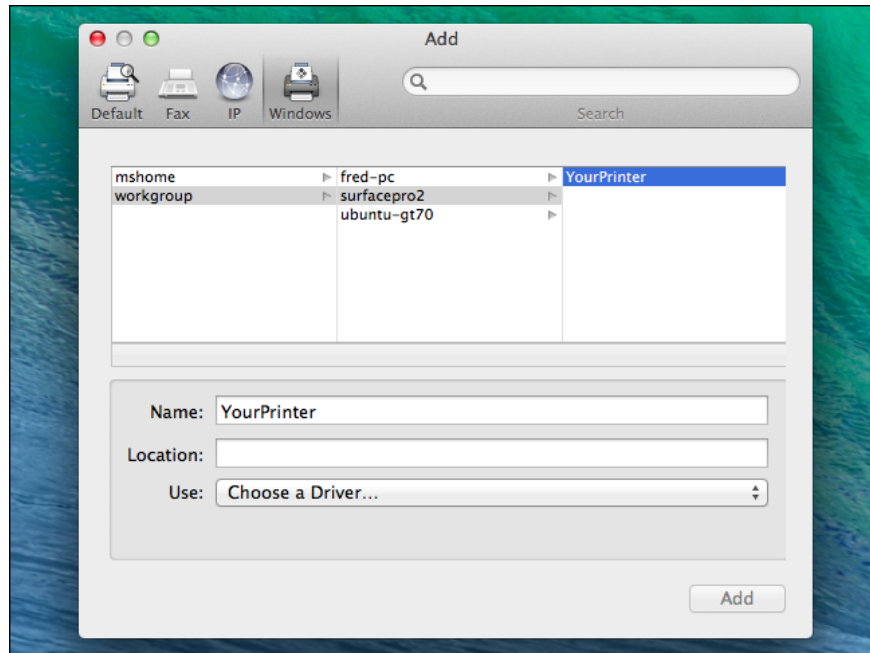 Add
Default Fax IP Windows Search
mshome fred-pc YourPrinter
workgroup surfacepro2
ubuntu-gt70
Name: YourPrinter
Location:
Use: Choose a Driver...
Add